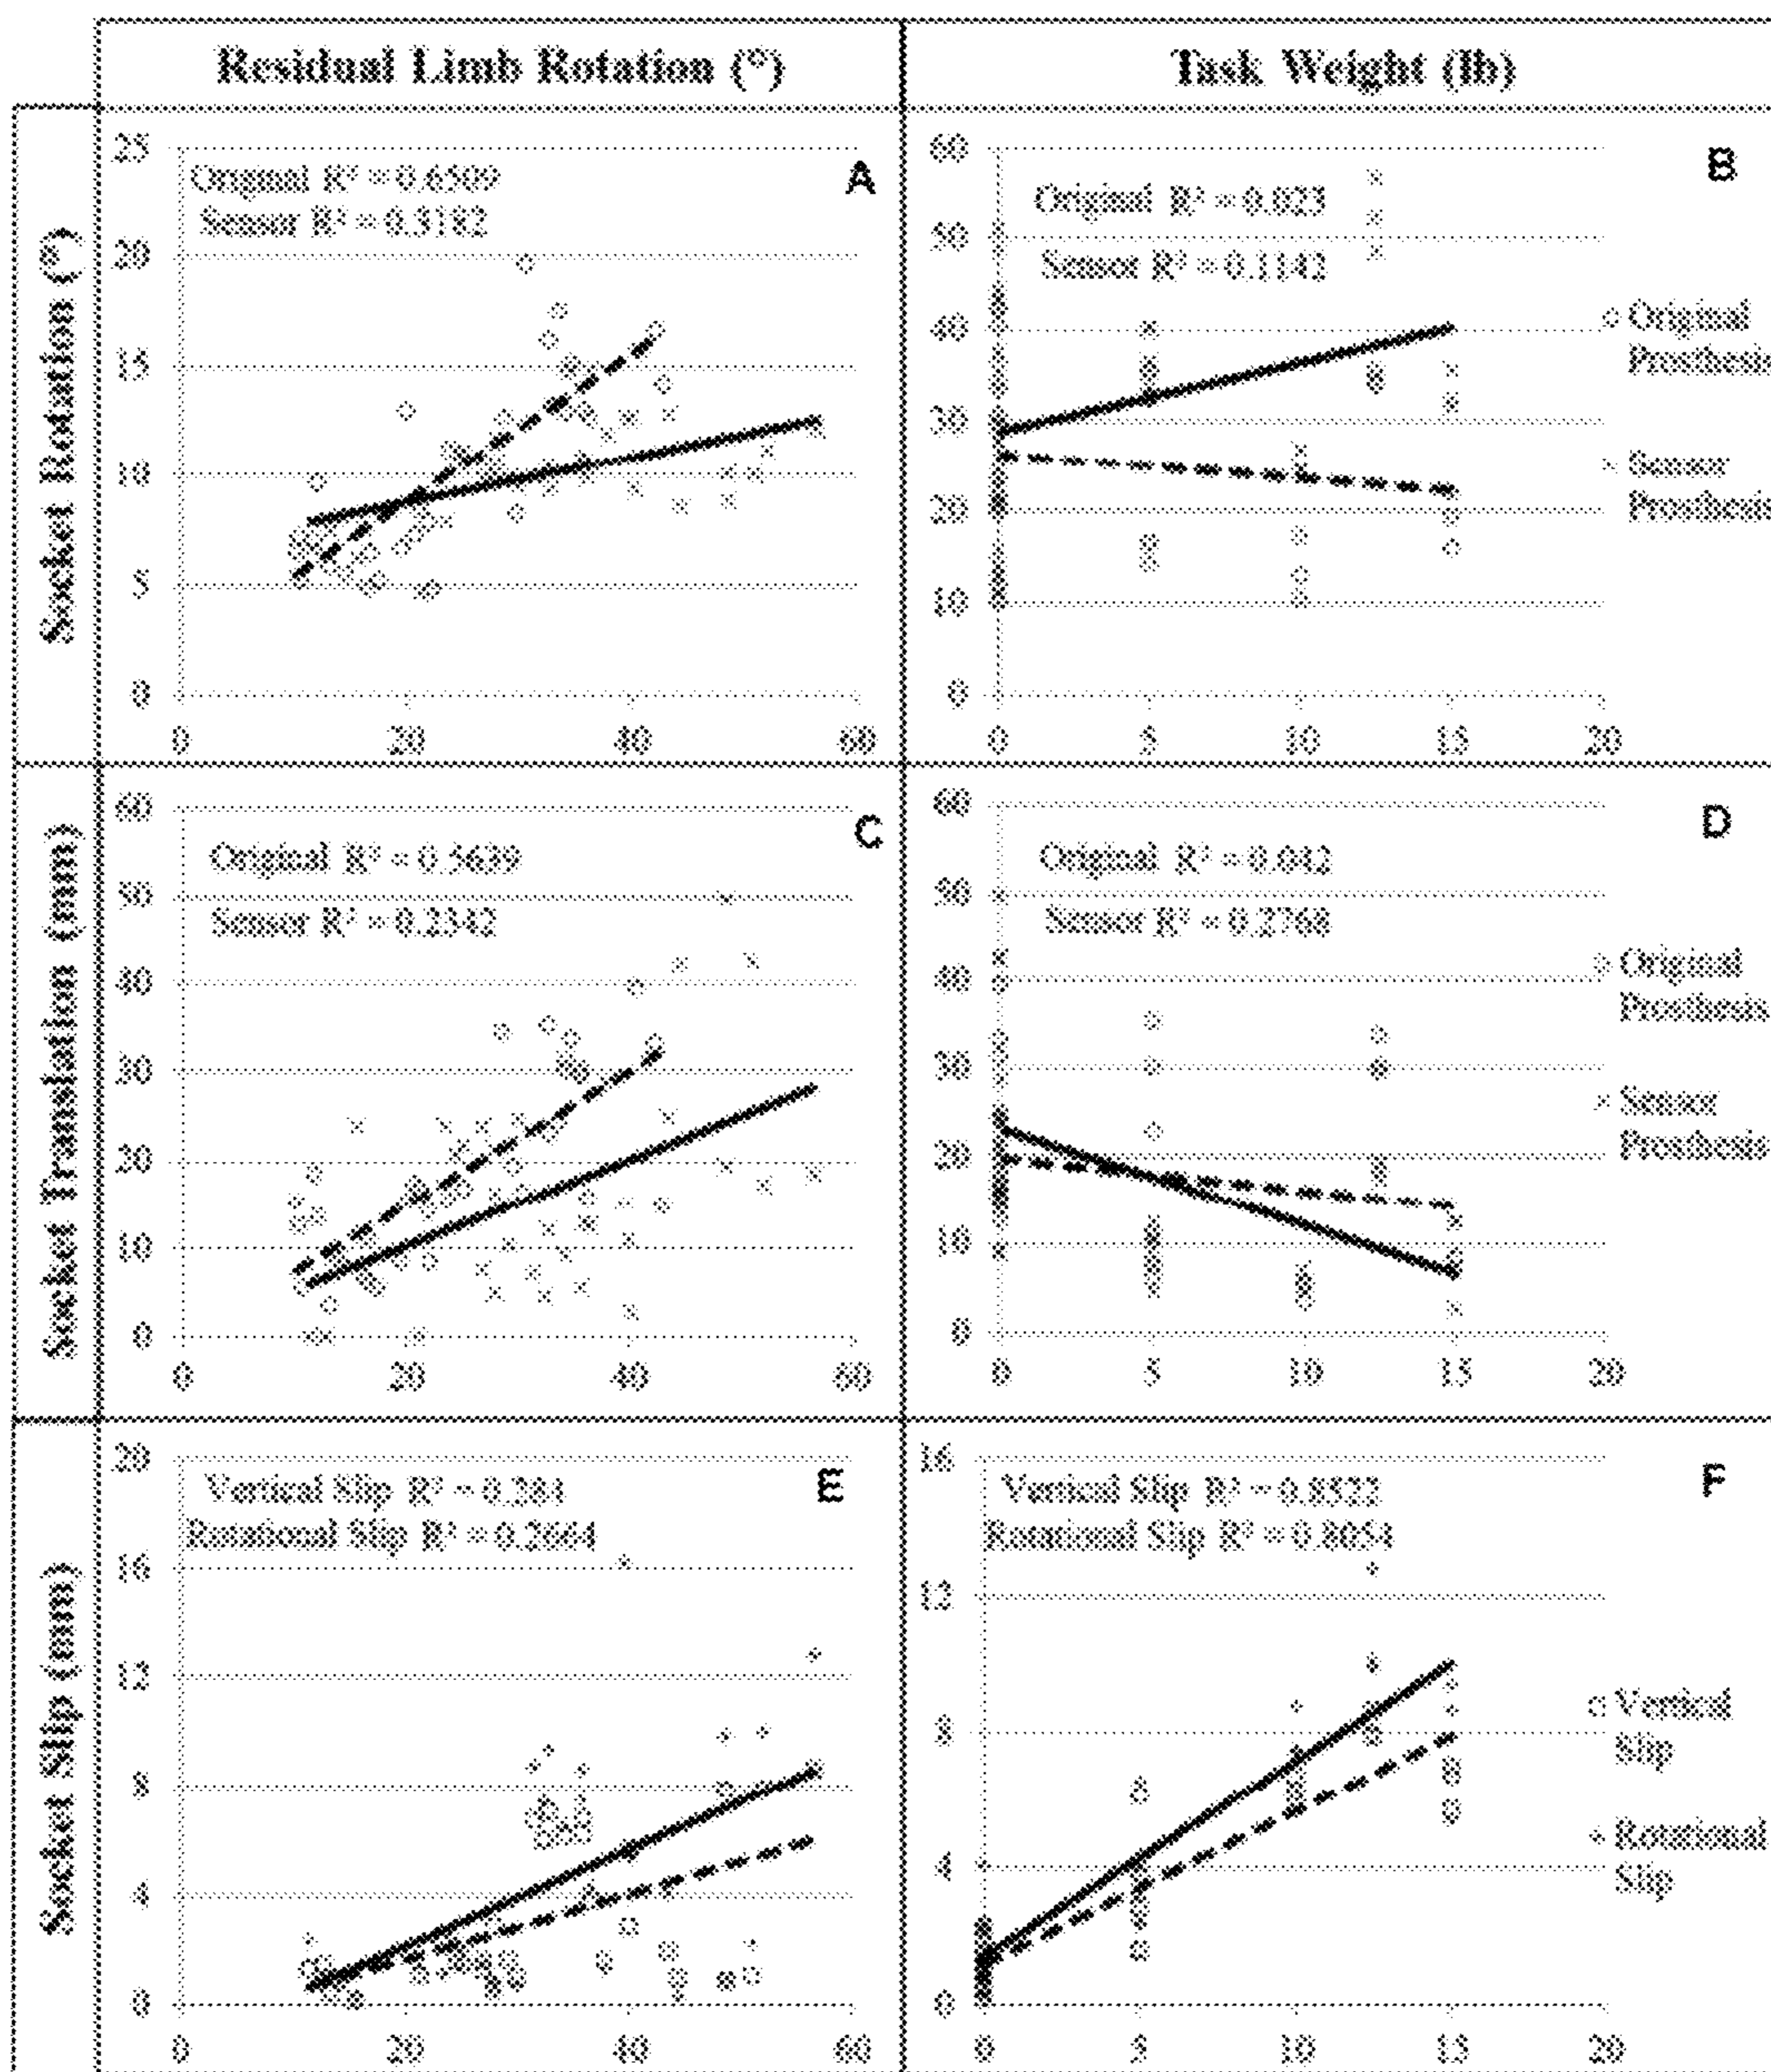 Residual Limb Rotation (°)
Task Weight (lb)
Socket Rotation (°)
25
20
15
10
5
0
0
20
40
60
Original R² = 0.6509
Sensor R² = 0.3182
A
60
50
40
30
20
10
0
0
5
10
15
20
Original R² = 0.023
Sensor R² = 0.1142
B
Original
Prosthesis
Sensor
Prosthesis
Socket Translation (mm)
60
50
40
30
20
10
0
0
20
40
60
Original R² = 0.5639
Sensor R² = 0.2342
C
60
50
40
30
20
10
0
0
5
10
15
20
Original R² = 0.042
Sensor R² = 0.2768
D
Original
Prosthesis
Sensor
Prosthesis
Socket Slip (mm)
20
16
12
8
4
0
0
20
40
60
Vertical Slip R² = 0.284
Rotational Slip R² = 0.2664
E
16
12
8
4
0
0
5
10
15
20
Vertical Slip R² = 0.8522
Rotational Slip R² = 0.8054
F
Vertical
Slip
Rotational
Slip